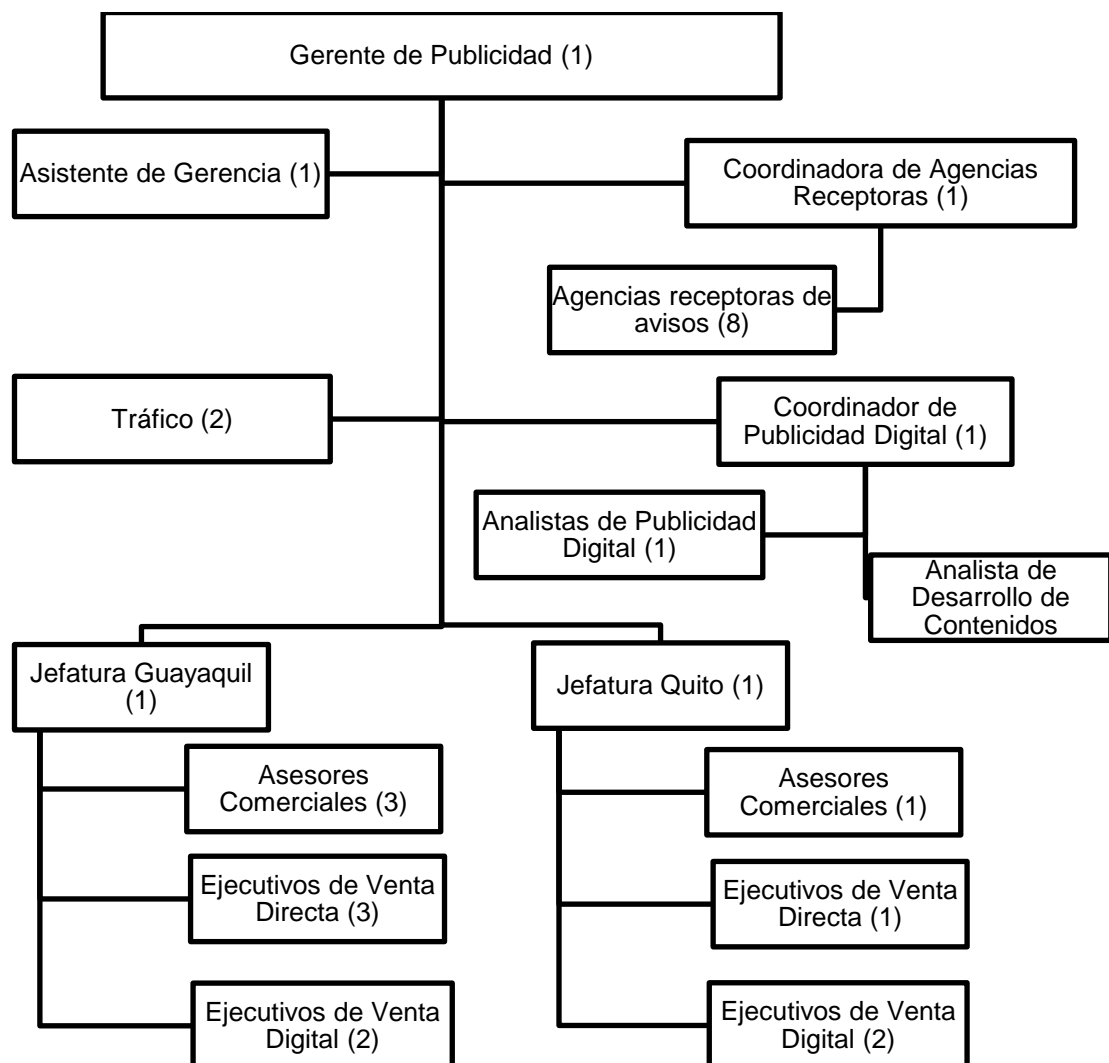 Gerente de Publicidad (1)
Asistente de Gerencia (1)
Coordinadora de Agencias
Receptoras (1)
Agencias receptoras de
avisos (8)
Tráfico (2)
Coordinador de
Publicidad Digital (1)
Analistas de Publicidad
Digital (1)
Analista de
Desarrollo de
Contenidos
Jefatura Guayaquil
(1)
Jefatura Quito (1)
Asesores
Comerciales (3)
Asesores
Comerciales (1)
Ejecutivos de Venta
Directa (3)
Ejecutivos de Venta
Directa (1)
Ejecutivos de Venta
Digital (2)
Ejecutivos de Venta
Digital (2)